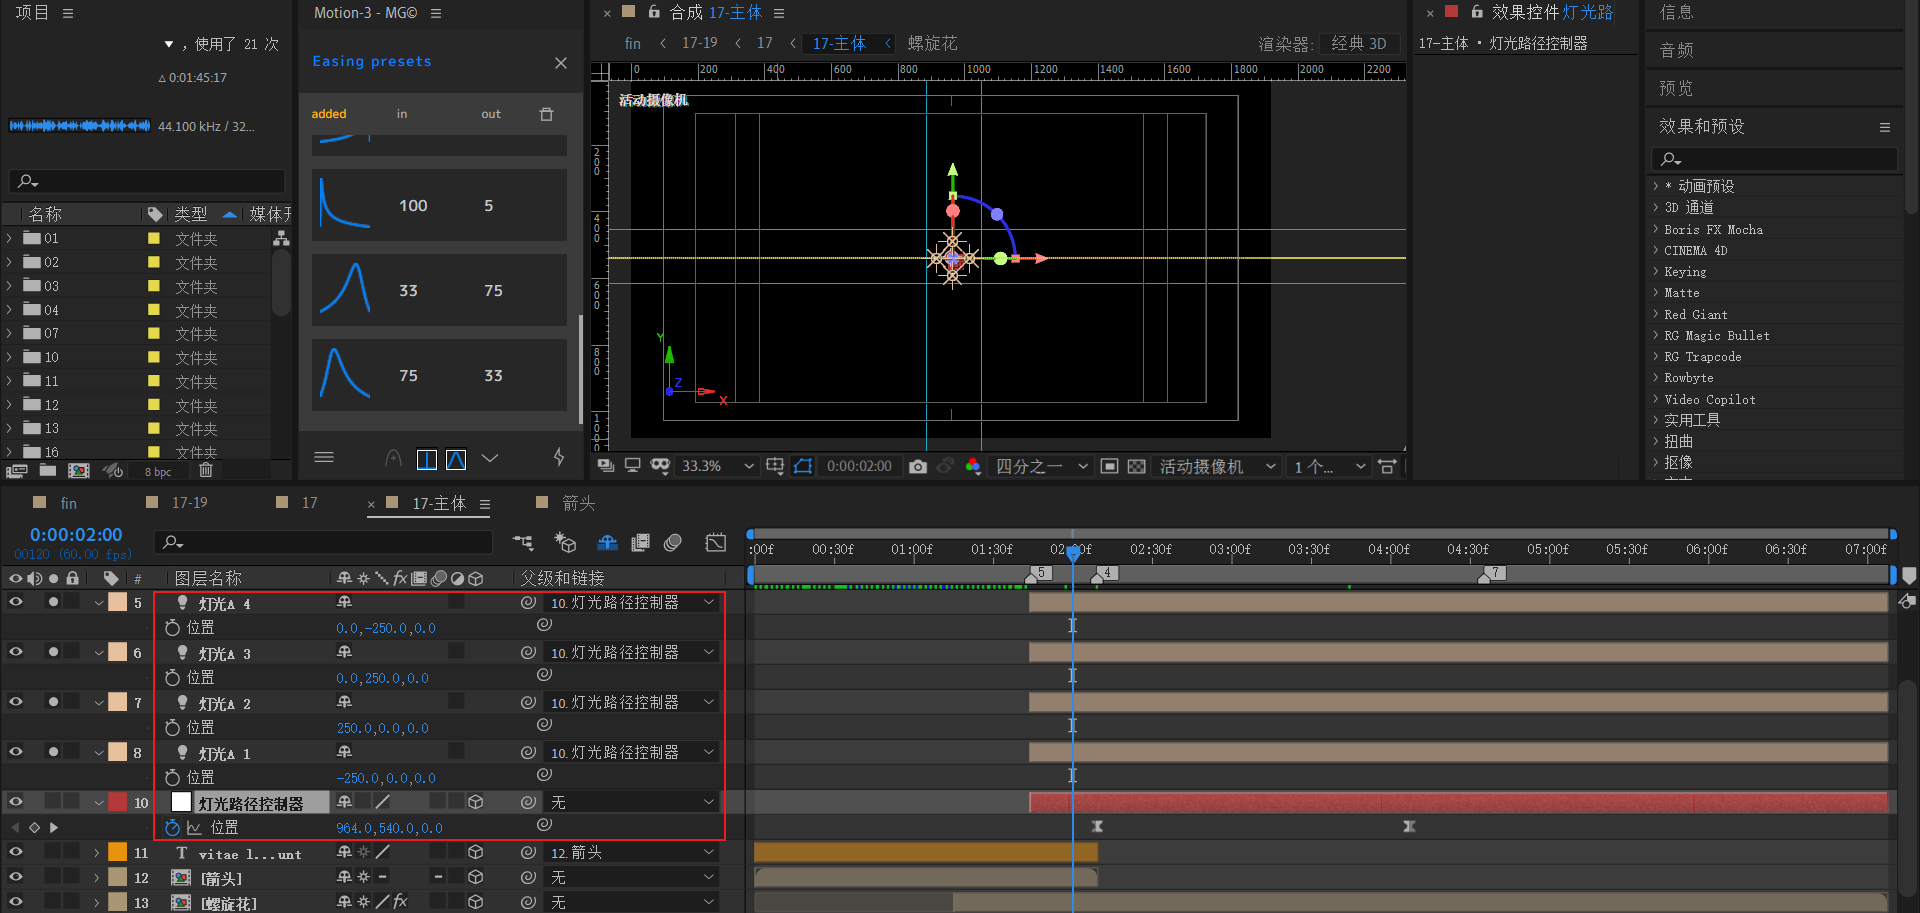 项目
，使用了 21 次
△ 0:01:45:17
44.100 kHz / 32...
名称 类型 媒体开
01 文件夹
02 文件夹
03 文件夹
04 文件夹
07 文件夹
10 文件夹
11 文件夹
12 文件夹
13 文件夹
16 文件夹
8 bpc
Motion-3 - MG©
Easing presets
added in out
100 5
33 75
75 33
合成 17-主体
fin 17-19 17 17-主体 螺旋花
渲染器: 经典 3D
0 200 400 600 800 1000 1200 1400 1600 1800 2000 2200
200
400
600
800
1000
活动摄像机
Y
Z
X
33.3% 0:00:02:00 四分之一 活动摄像机 1 个...
效果控件 灯光路
17-主体 · 灯光路径控制器
信息
音频
预览
效果和预设
* 动画预设
3D 通道
Boris FX Mocha
CINEMA 4D
Keying
Matte
Red Giant
RG Magic Bullet
RG Trapcode
Rowbyte
Video Copilot
实用工具
扭曲
抠像
fin 17-19 17 17-主体 箭头
0:00:02:00
00120 (60.00 fps)
:00f 00:30f 01:00f 01:30f 02:00f 02:30f 03:00f 03:30f 04:00f 04:30f 05:00f 05:30f 06:00f 06:30f 07:00f
# 图层名称 fx 父级和链接
5 4 7
5 灯光A 4 10. 灯光路径控制器
位置 0.0,-250.0,0.0
6 灯光A 3 10. 灯光路径控制器
位置 0.0,250.0,0.0
7 灯光A 2 10. 灯光路径控制器
位置 250.0,0.0,0.0
8 灯光A 1 10. 灯光路径控制器
位置 -250.0,0.0,0.0
10 灯光路径控制器 无
位置 964.0,540.0,0.0
11 T vitae l...unt 12. 箭头
12 [箭头] 无
13 [螺旋花] fx 无